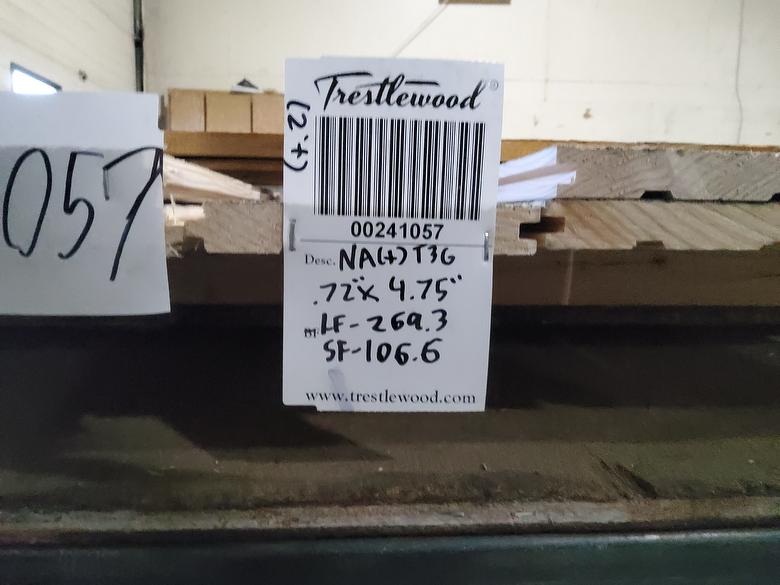 057
Trestlewood®
(2'+)
00241057
Desc. NA(+) T&G
.72" x 4.75"
LF-269.3
SF-106.6
www.trestlewood.com